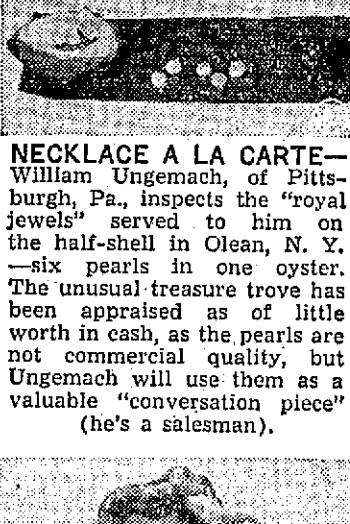 NECKLACE A LA CARTE—
William Ungemach, of Pitts-
burgh, Pa., inspects the "royal
jewels" served to him on
the half-shell in Olean, N. Y.
—six pearls in one oyster.
The unusual treasure trove has
been appraised as of little
worth in cash, as the pearls are
not commercial quality, but
Ungemach will use them as a
valuable "conversation piece"
(he's a salesman).